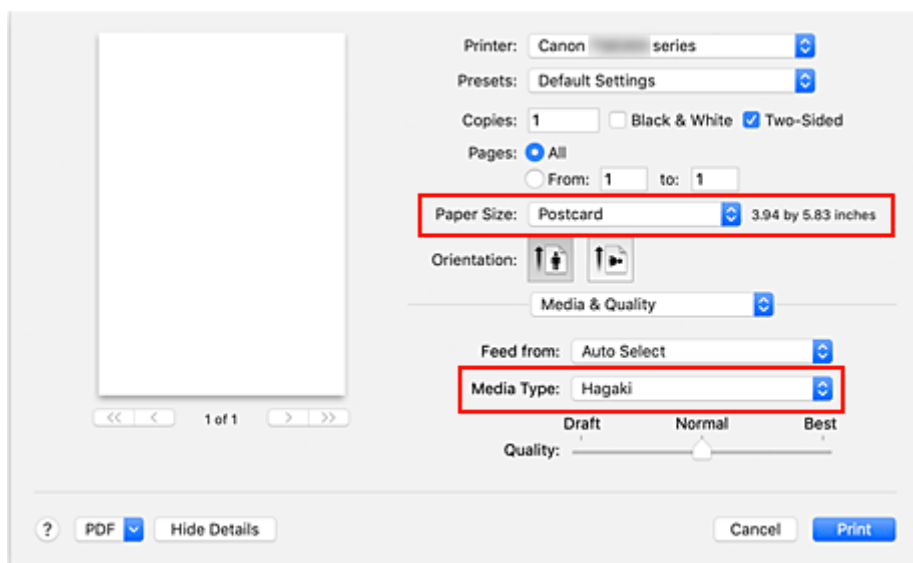 Printer: Canon series
Presets: Default Settings
Copies: 1 Black & White Two-Sided
Pages: All
From: 1 to: 1
Paper Size: Postcard 3.94 by 5.83 inches
Orientation:
Media & Quality
Feed from: Auto Select
Media Type: Hagaki
Draft Normal Best
Quality:
<< < 1 of 1 > >>
? PDF Hide Details Cancel Print